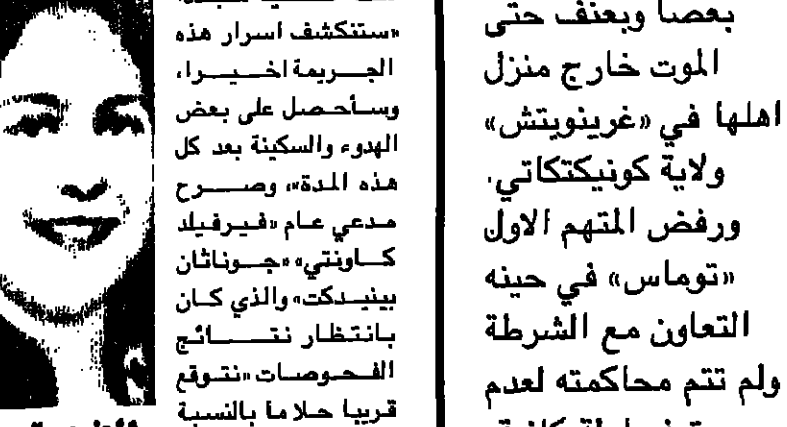 بعصا وبعنف حتى
الموت خارج منزل
اهلها في «غرينويتش»
ولاية كونيكتكاتي.
ورفض المتهم الاول
«توماس» في حينه
التعاون مع الشرطة
ولم تتم محاكمته لعدم
«ستنكشف اسرار هذه
الجريمة اخيرا،
وسأحصل على بعض
الهدوء والسكينة بعد كل
هذه المدة»، وصرح
مدعي عام «فيرفيلد
كاونتي» «جوناثان
بينيدكت» والذي كان
بانتظار نتائج
الفحوصات «نتوقع
قريبا حلا ما بالنسبة